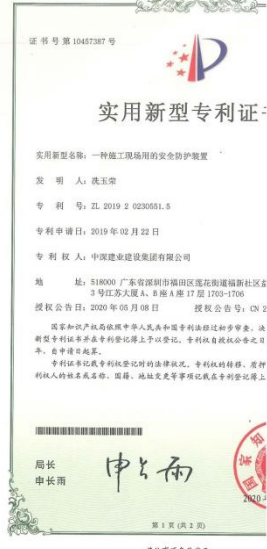 证书号第10457387号
实用新型专利证
实用新型名称：一种施工现场用的安全防护装置
发 明 人：冼玉荣
专 利 号：ZL 2019 2 0230551.5
专利申请日：2019年02月22日
专 利 权 人：中深建业建设集团有限公司
地 址：518000 广东省深圳市福田区莲花街道福新社区益
3号江苏大厦A、B座A座17层1703-1706
授权公告日：2020年05月08日 授权公告号：CN 2
国家知识产权局依照中华人民共和国专利法经过初步审查，决
新型专利证书并在专利登记簿上予以登记。专利权自授权公告之日
年，自申请日起算。
专利证书记载专利权登记时的法律状况。专利权的转移、质押
利权人的姓名或名称、国籍、地址变更等事项记载在专利登记簿上
局长
申长雨
申长雨
2020
第 1 页 (共 2 页)